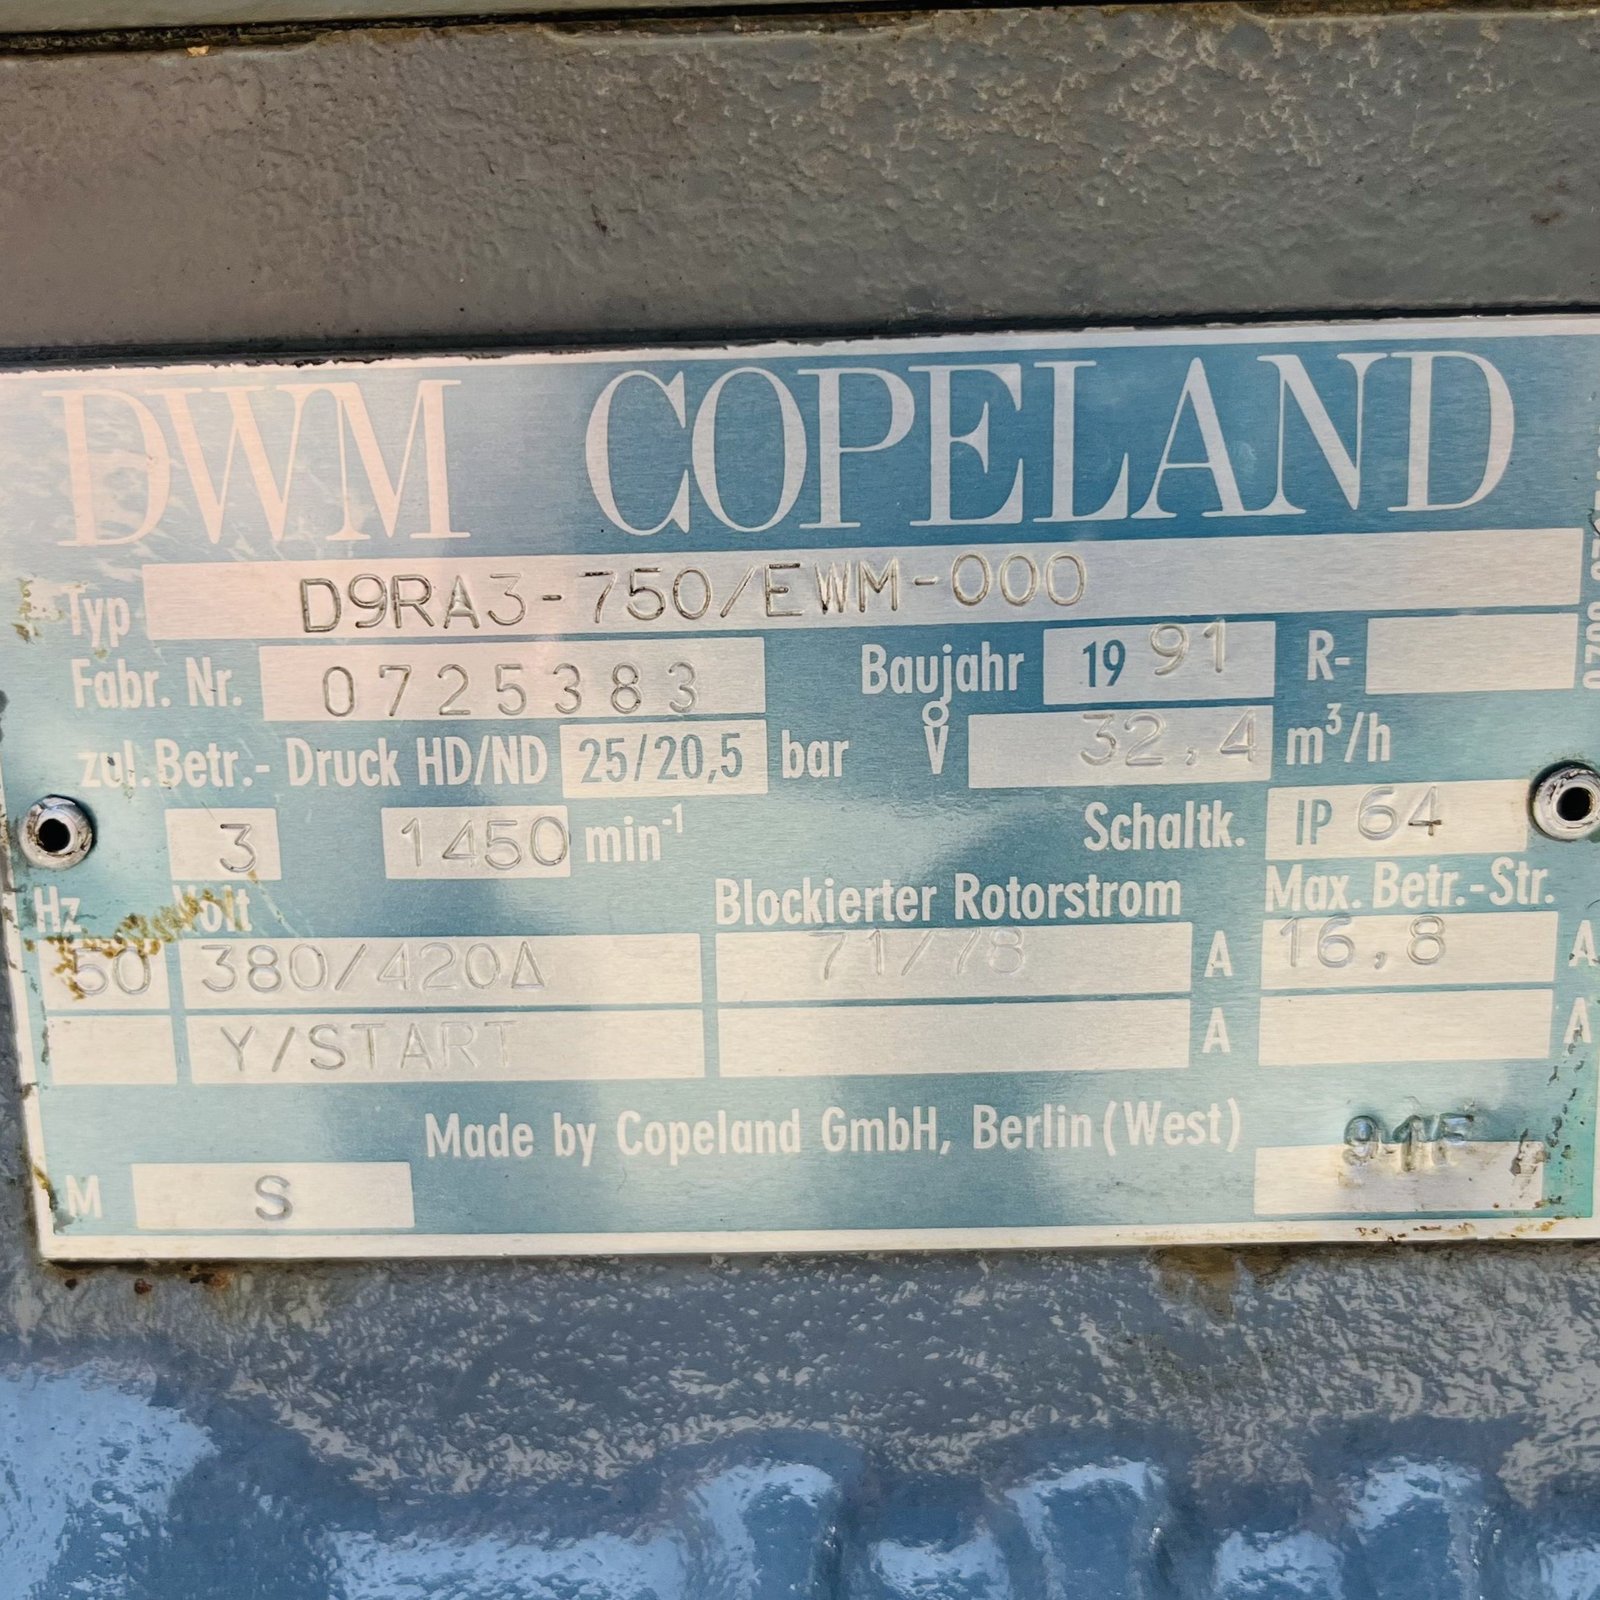 DWM COPELAND
Typ D9RA3-750/EWM-000
Fabr. Nr. 0725383 Baujahr 1991 R-
zul. Betr.- Druck HD/ND 25/20,5 bar V̊ 32,4 m³/h
3 1450 min⁻¹ Schaltk. IP 64
Hz Volt Blockierter Rotorstrom Max. Betr.-Str.
50 380/420Δ 71/78 A 16,8 A
Y/START A A
Made by Copeland GmbH, Berlin (West) 91F
M S